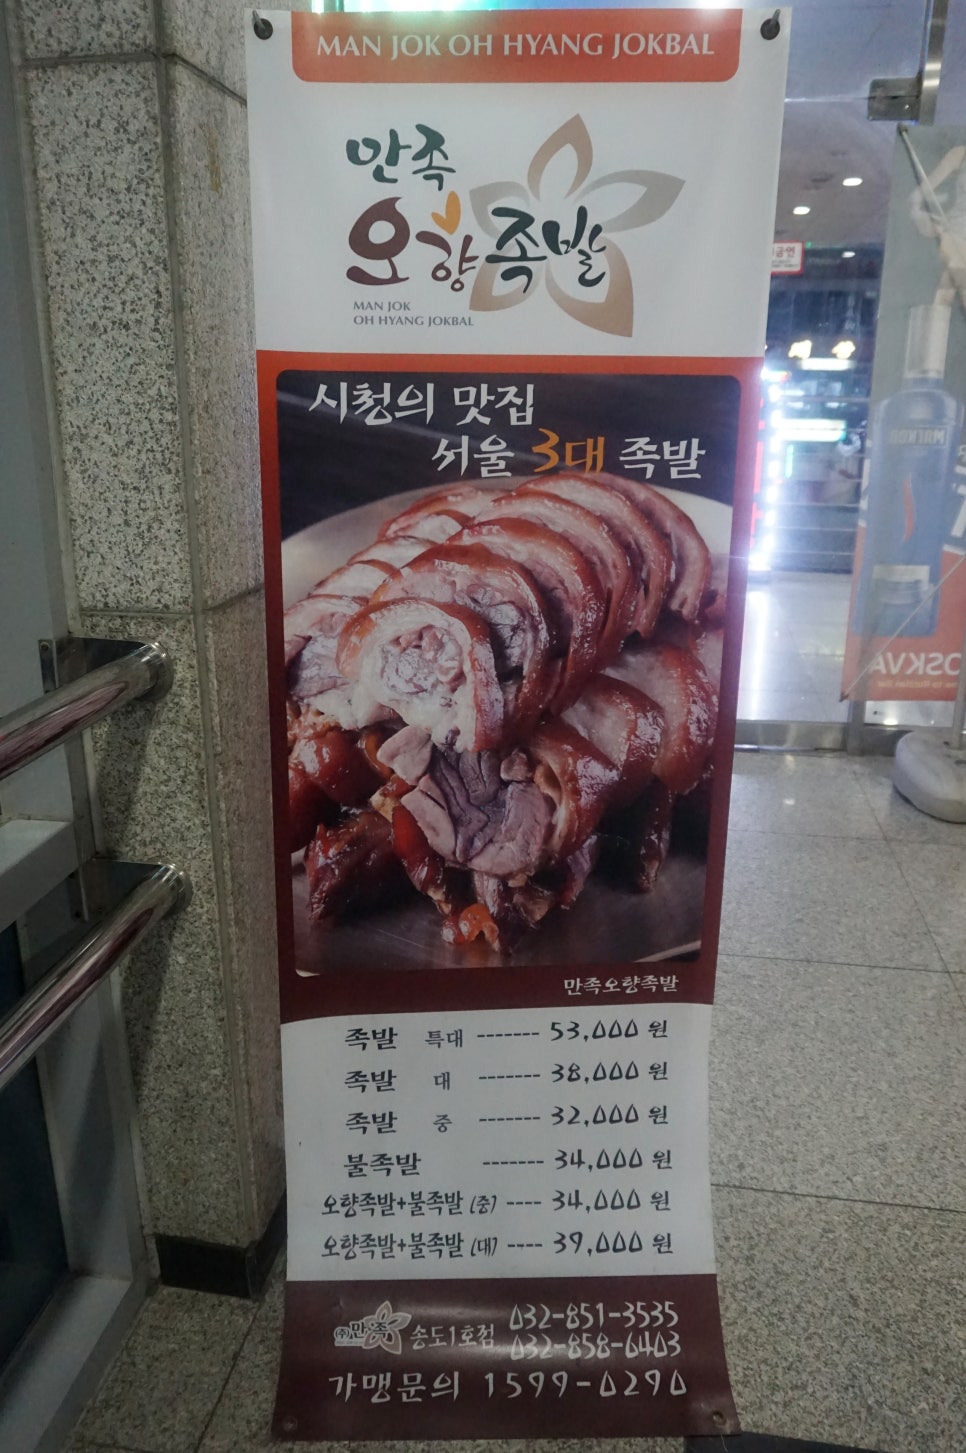 MAN JOK OH HYANG JOKBAL
만족
오향족발
MAN JOK
OH HYANG JOKBAL
시청의 맛집
서울 3대 족발
만족오향족발
족발 특대 ------- 53,000 원
족발 대 ------- 38,000 원
족발 중 ------- 32,000 원
불족발 ------- 34,000 원
오향족발+불족발 (중) ---- 34,000 원
오향족발+불족발 (대) ---- 39,000 원
(주)만족 송도1호점 032-851-3535
032-858-6403
가맹문의 1599-0290